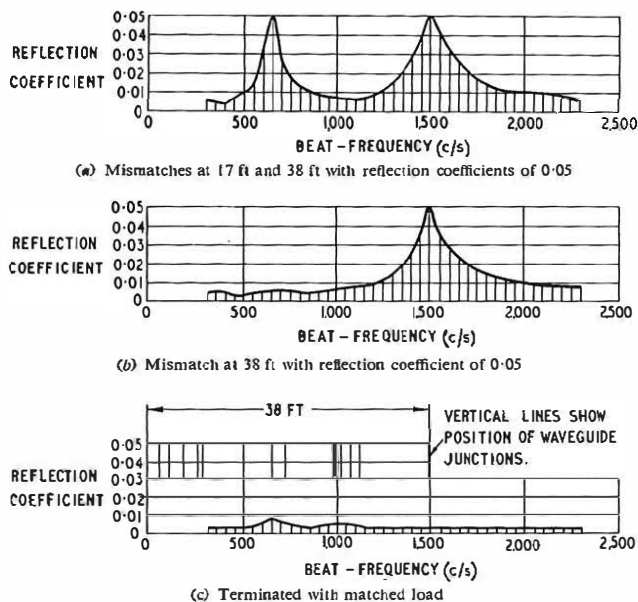 REFLECTION
COEFFICIENT
0·05
0·04
0·03
0·02
0·01
0
0 500 1,000 1,500 2,000 2,500
BEAT-FREQUENCY (c/s)
(a) Mismatches at 17 ft and 38 ft with reflection coefficients of 0·05
REFLECTION
COEFFICIENT
0·05
0·04
0·03
0·02
0·01
0
0 500 1,000 1,500 2,000 2,500
BEAT-FREQUENCY (c/s)
(b) Mismatch at 38 ft with reflection coefficient of 0·05
38 FT
VERTICAL LINES SHOW
POSITION OF WAVEGUIDE
JUNCTIONS.
REFLECTION
COEFFICIENT
0·05
0·04
0·03
0·02
0·01
0
0 500 1,000 1,500 2,000 2,500
BEAT-FREQUENCY (c/s)
(c) Terminated with matched load